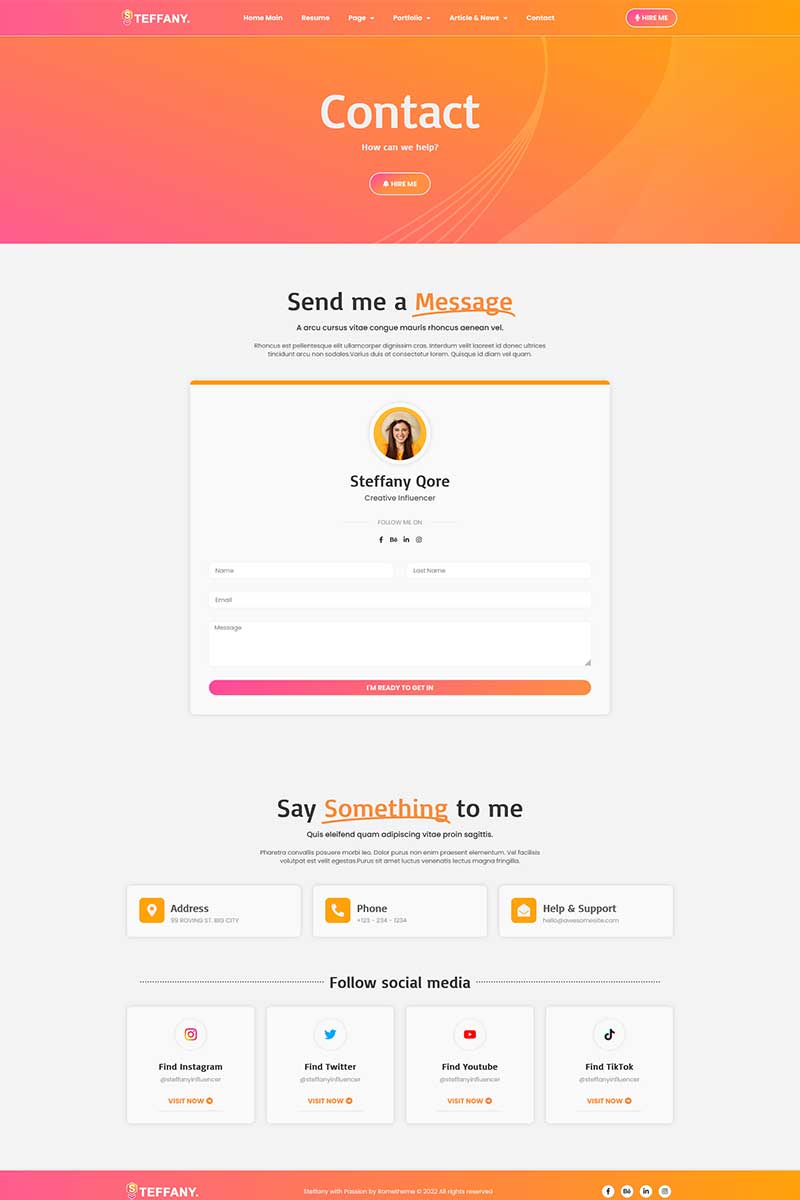 STEFFANY.
Home Main Resume Page Portfolio Article & News Contact
HIRE ME
Contact
How can we help?
HIRE ME
Send me a Message
A arcu cursus vitae congue mauris rhoncus aenean vel.
Rhoncus est pellentesque elit ullamcorper dignissim cras. Interdum velit laoreet id donec ultrices
tincidunt arcu non sodales.Varius duis at consectetur lorem. Quisque id diam vel quam.
Steffany Qore
Creative Influencer
FOLLOW ME ON
Name
Last Name
Email
Message
I'M READY TO GET IN
Say Something to me
Quis eleifend quam adipiscing vitae proin sagittis.
Pharetra convallis posuere morbi leo. Dolor purus non enim praesent elementum. Vel facilisis
volutpat est velit egestas.Purus sit amet luctus venenatis lectus magna fringilla.
Address
99 ROVING ST. BIG CITY
Phone
+123 - 234 - 1234
Help & Support
hello@awesomesite.com
Follow social media
Find Instagram
@steffanyinfluencer
VISIT NOW
Find Twitter
@steffanyinfluencer
VISIT NOW
Find Youtube
@steffanyinfluencer
VISIT NOW
Find TikTok
@steffanyinfluencer
VISIT NOW
STEFFANY.
Steffany with Passion by Rometheme © 2022 All rights reserved